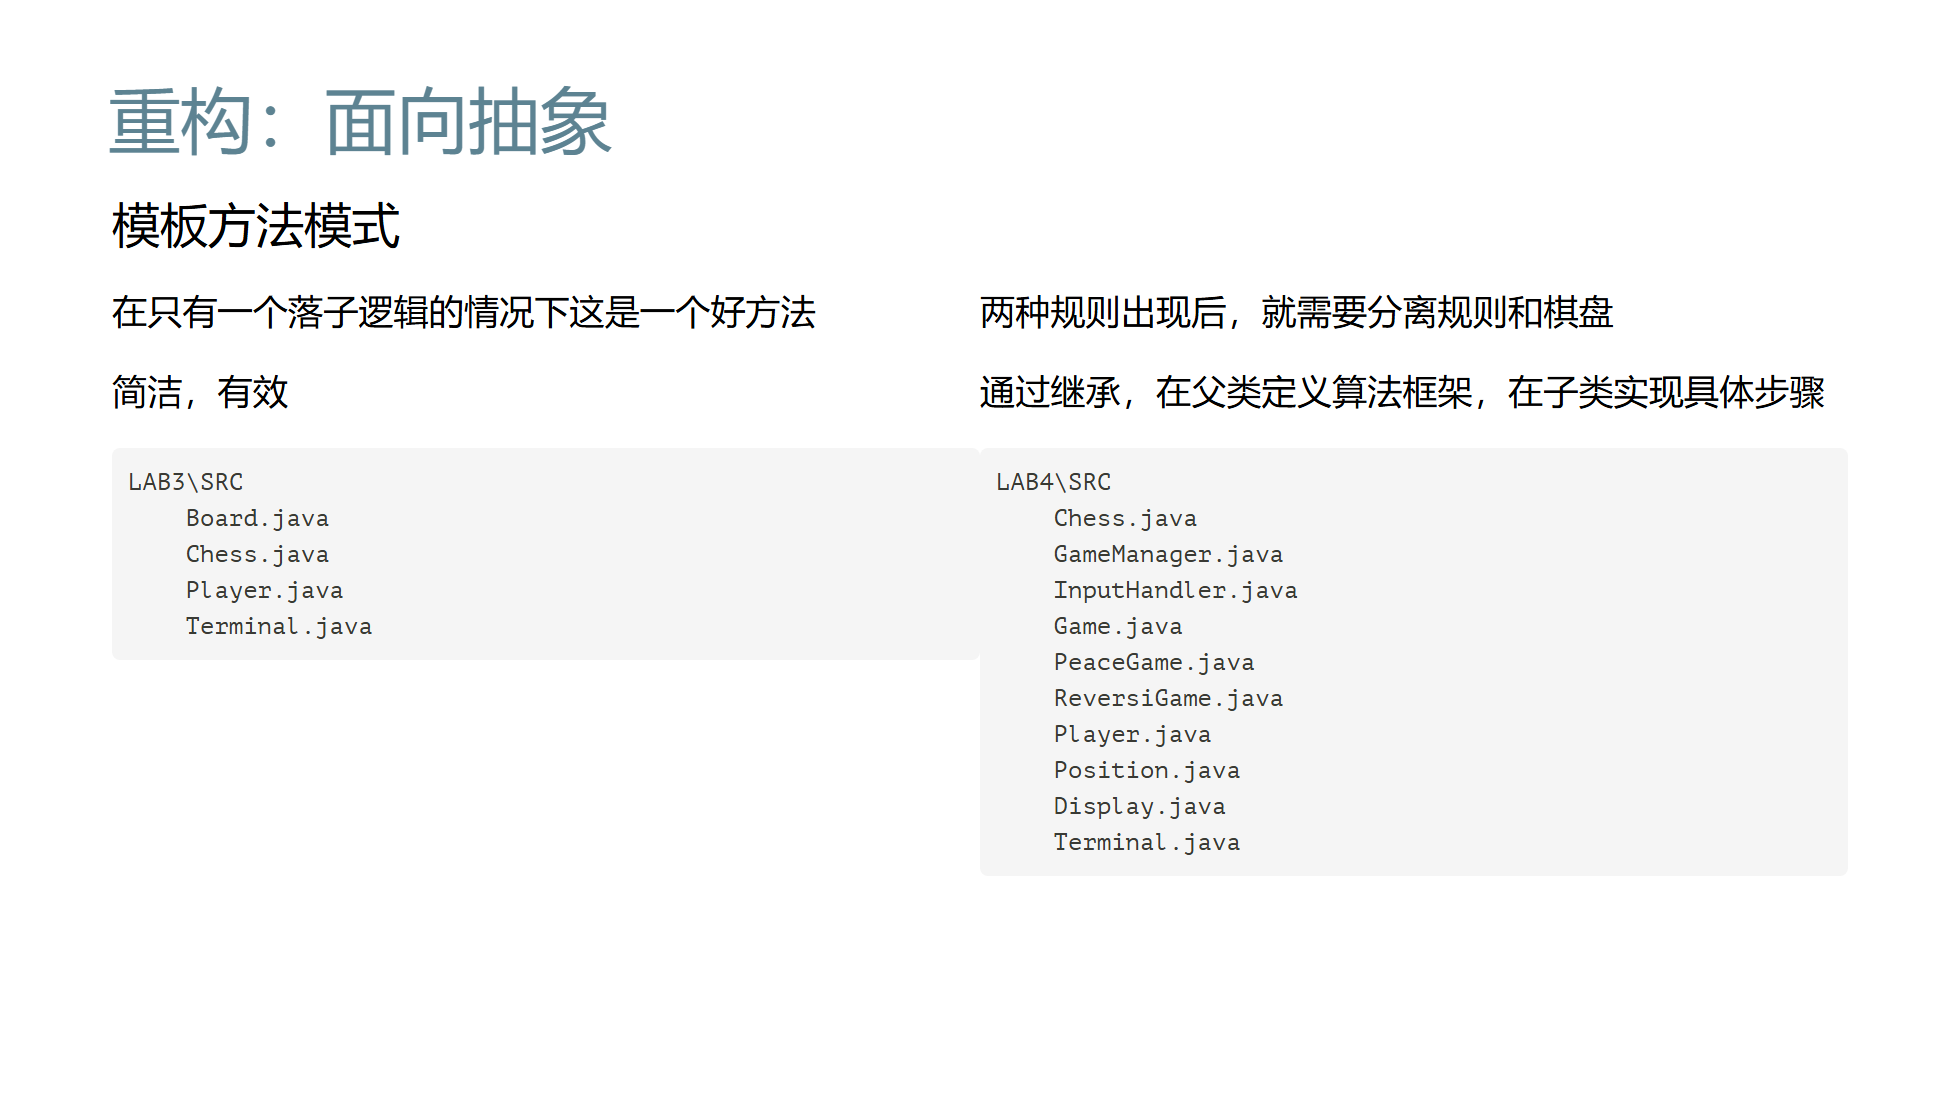 重构：面向抽象
模板方法模式
在只有一个落子逻辑的情况下这是一个好方法
简洁，有效
LAB3\SRC
    Board.java
    Chess.java
    Player.java
    Terminal.java
两种规则出现后，就需要分离规则和棋盘
通过继承，在父类定义算法框架，在子类实现具体步骤
LAB4\SRC
    Chess.java
    GameManager.java
    InputHandler.java
    Game.java
    PeaceGame.java
    ReversiGame.java
    Player.java
    Position.java
    Display.java
    Terminal.java